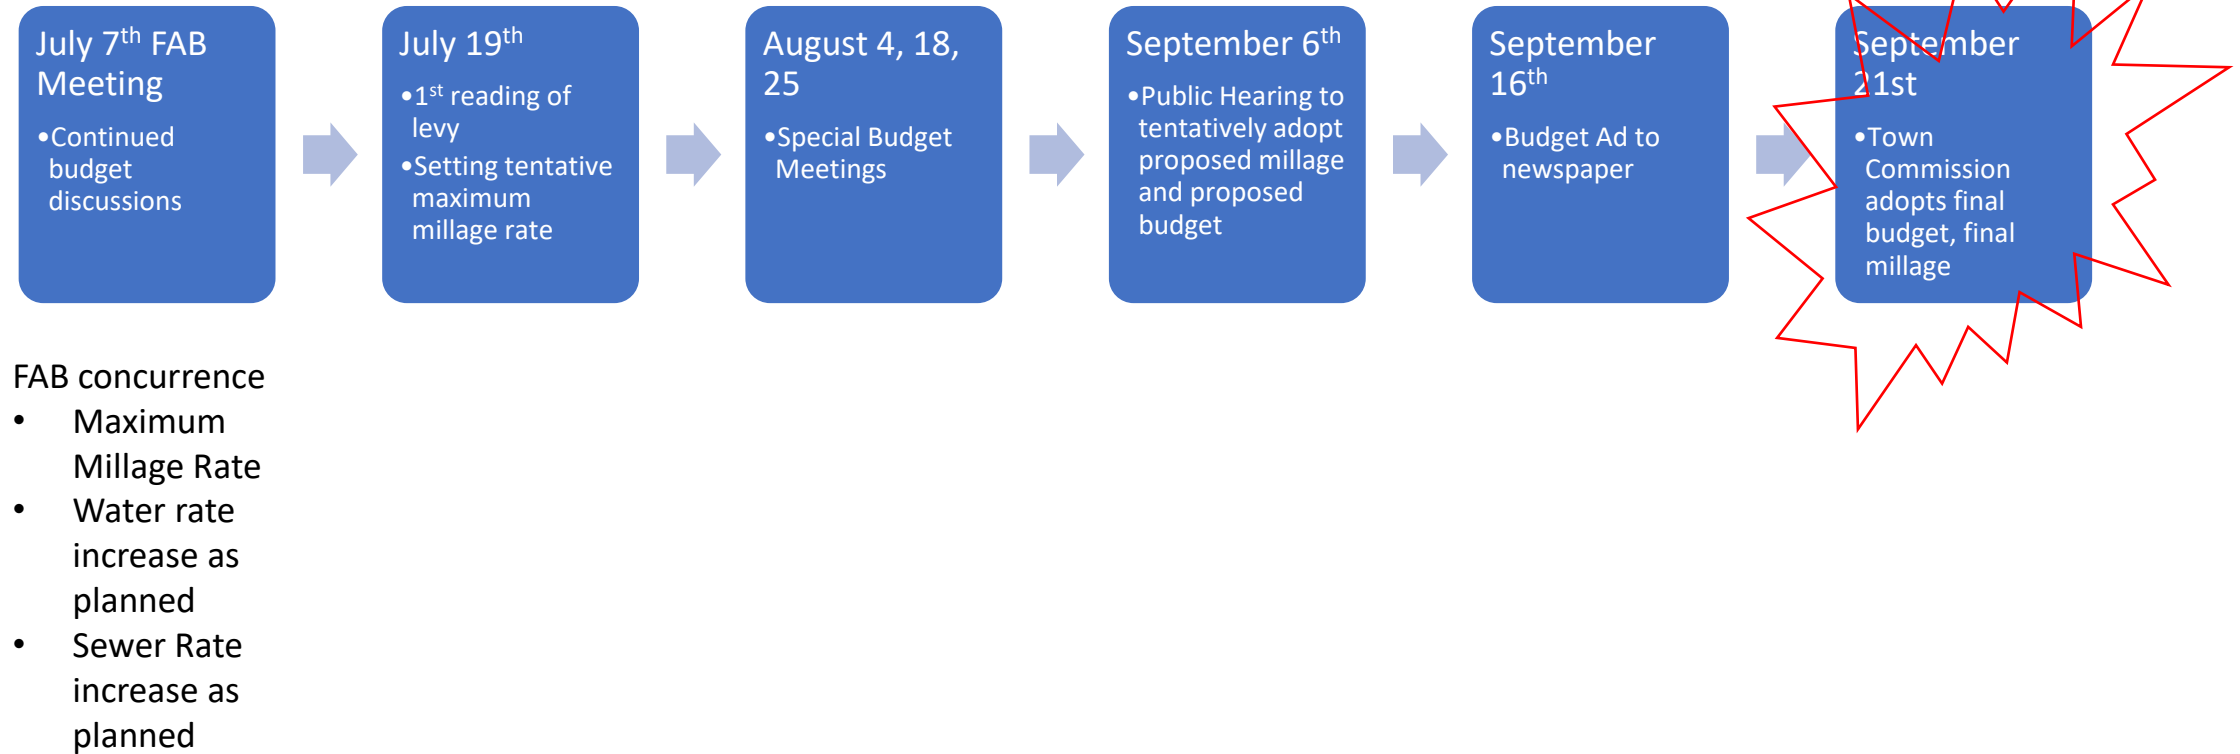 July 7th FAB
Meeting
•Continued
budget
discussions
July 19th
•1st reading of
levy
•Setting tentative
maximum
millage rate
August 4, 18,
25
•Special Budget
Meetings
September 6th
•Public Hearing to
tentatively adopt
proposed millage
and proposed
budget
September
16th
•Budget Ad to
newspaper
September
21st
•Town
Commission
adopts final
budget, final
millage
FAB concurrence
• Maximum
Millage Rate
• Water rate
increase as
planned
• Sewer Rate
increase as
planned